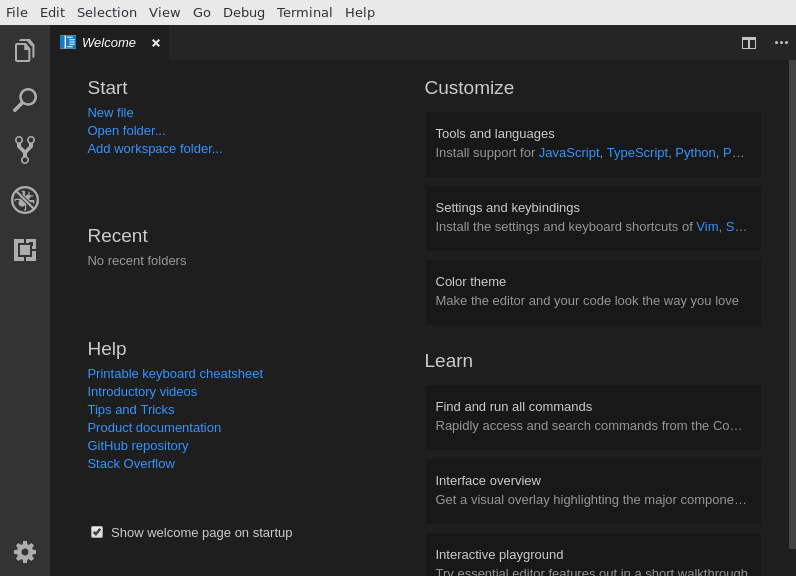 File Edit Selection View Go Debug Terminal Help
Welcome
Start
New file
Open folder...
Add workspace folder...
Recent
No recent folders
Help
Printable keyboard cheatsheet
Introductory videos
Tips and Tricks
Product documentation
GitHub repository
Stack Overflow
Show welcome page on startup
Customize
Tools and languages
Install support for JavaScript, TypeScript, Python, P…
Settings and keybindings
Install the settings and keyboard shortcuts of Vim, S…
Color theme
Make the editor and your code look the way you love
Learn
Find and run all commands
Rapidly access and search commands from the Co…
Interface overview
Get a visual overlay highlighting the major compone…
Interactive playground
Try essential editor features out in a short walkthrough